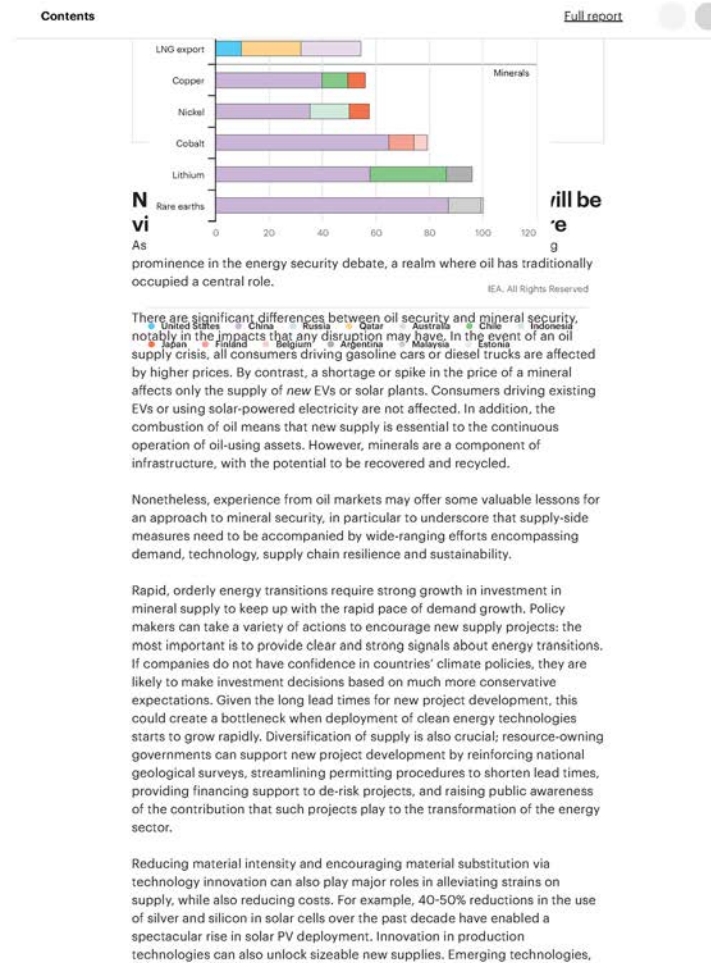 Contents
Full report
LNG export
Minerals
Copper
Nickel
Cobalt
Lithium
Rare earths
0 20 40 60 80 100 120
N
vi
As
will be
re
g
prominence in the energy security debate, a realm where oil has traditionally
occupied a central role.
IEA. All Rights Reserved
There are significant differences between oil security and mineral security,
United States China Russia Qatar Australia Chile Indonesia
notably in the impacts that any disruption may have. In the event of an oil
Japan Finland Belgium Argentina Malaysia Estonia
supply crisis, all consumers driving gasoline cars or diesel trucks are affected
by higher prices. By contrast, a shortage or spike in the price of a mineral
affects only the supply of new EVs or solar plants. Consumers driving existing
EVs or using solar-powered electricity are not affected. In addition, the
combustion of oil means that new supply is essential to the continuous
operation of oil-using assets. However, minerals are a component of
infrastructure, with the potential to be recovered and recycled.
Nonetheless, experience from oil markets may offer some valuable lessons for
an approach to mineral security, in particular to underscore that supply-side
measures need to be accompanied by wide-ranging efforts encompassing
demand, technology, supply chain resilience and sustainability.
Rapid, orderly energy transitions require strong growth in investment in
mineral supply to keep up with the rapid pace of demand growth. Policy
makers can take a variety of actions to encourage new supply projects: the
most important is to provide clear and strong signals about energy transitions.
If companies do not have confidence in countries' climate policies, they are
likely to make investment decisions based on much more conservative
expectations. Given the long lead times for new project development, this
could create a bottleneck when deployment of clean energy technologies
starts to grow rapidly. Diversification of supply is also crucial; resource-owning
governments can support new project development by reinforcing national
geological surveys, streamlining permitting procedures to shorten lead times,
providing financing support to de-risk projects, and raising public awareness
of the contribution that such projects play to the transformation of the energy
sector.
Reducing material intensity and encouraging material substitution via
technology innovation can also play major roles in alleviating strains on
supply, while also reducing costs. For example, 40-50% reductions in the use
of silver and silicon in solar cells over the past decade have enabled a
spectacular rise in solar PV deployment. Innovation in production
technologies can also unlock sizeable new supplies. Emerging technologies,